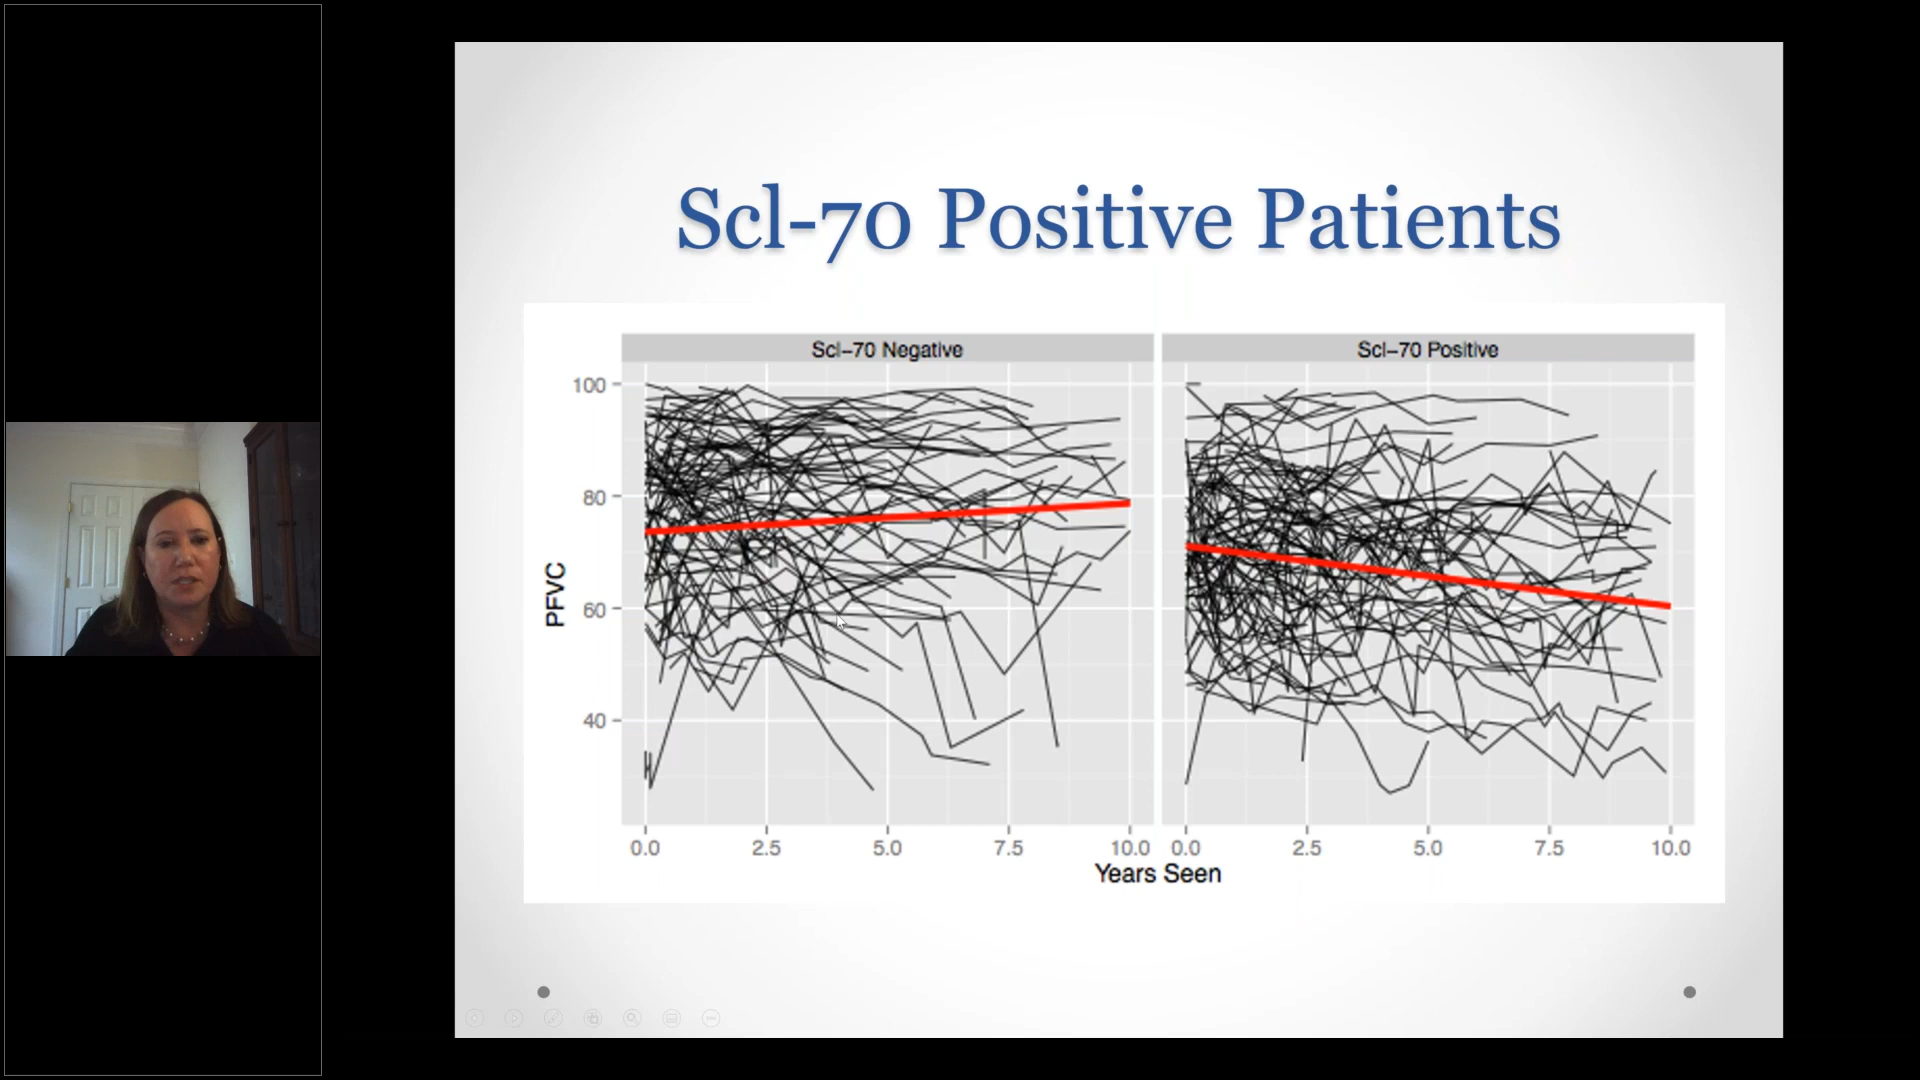 Scl-70 Positive Patients
Scl-70 Negative
Scl-70 Positive
100
80
60
40
PFVC
0.0 2.5 5.0 7.5 10.0 0.0 2.5 5.0 7.5 10.0
Years Seen